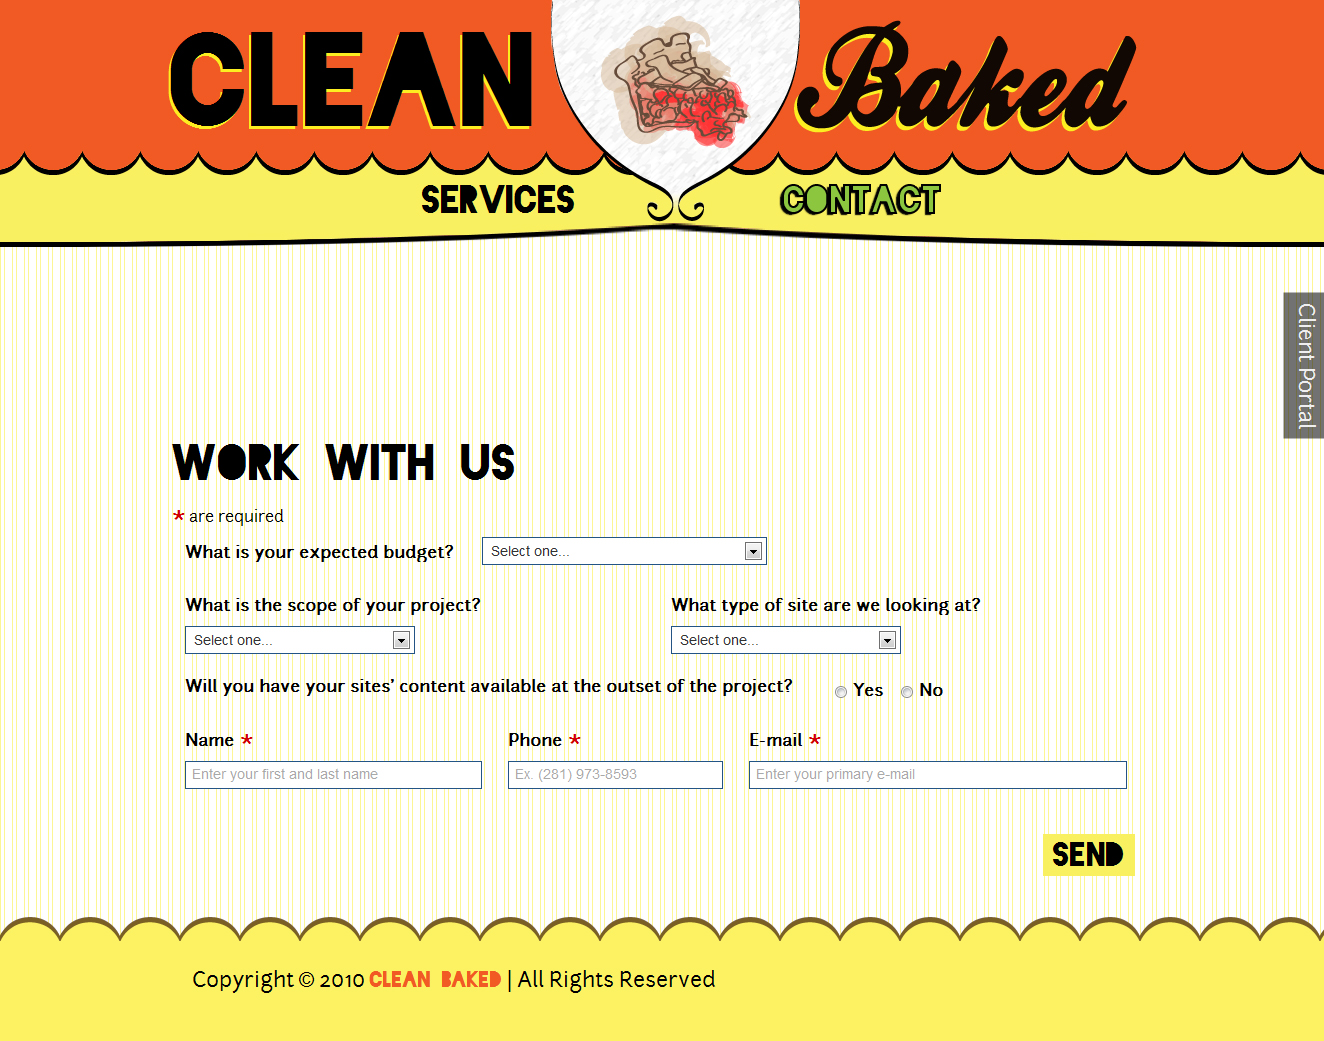 CLEAN Baked
SERVICES CONTACT
Client Portal
WORK WITH US
* are required
What is your expected budget? Select one...
What is the scope of your project? What type of site are we looking at?
Select one... Select one...
Will you have your sites' content available at the outset of the project? Yes No
Name * Phone * E-mail *
Enter your first and last name Ex. (281) 973-8593 Enter your primary e-mail
SEND
Copyright © 2010 CLEAN BAKED | All Rights Reserved